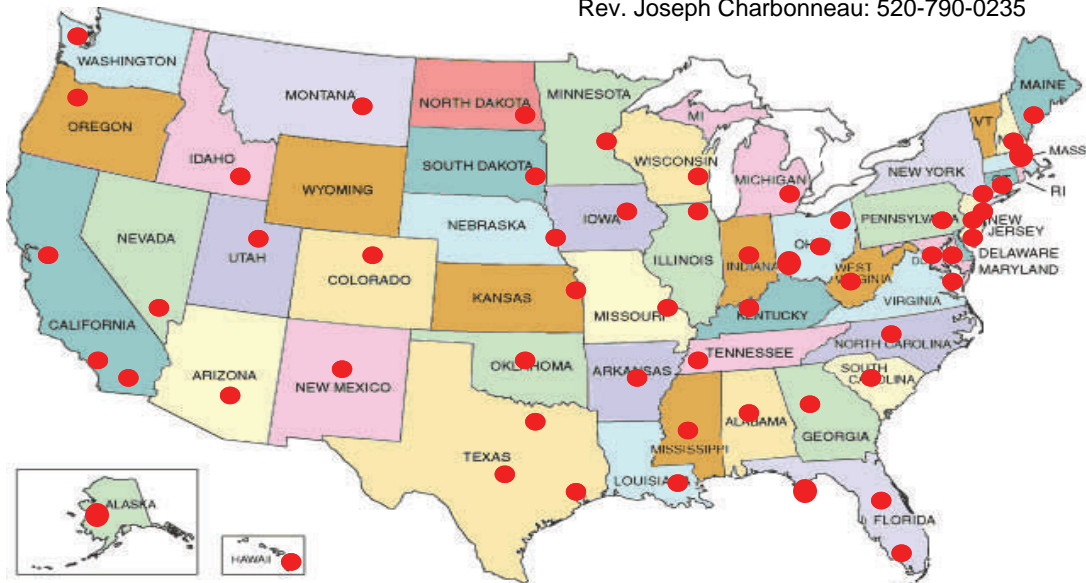 Rev. Joseph Charbonneau: 520-790-0235
WASHINGTON
MONTANA
NORTH DAKOTA
MINNESOTA
MAINE
OREGON
IDAHO
SOUTH DAKOTA
WISCONSIN
MI
MICHIGAN
VT
MASS
NEW YORK
RI
WYOMING
NEBRASKA
IOWA
PENNSYLVANIA
NEW
JERSEY
NEVADA
UTAH
COLORADO
ILLINOIS
INDIANA
DELAWARE
MARYLAND
WEST
VIRGINIA
KANSAS
MISSOURI
KENTUCKY
VIRGINIA
CALIFORNIA
ARIZONA
NEW MEXICO
OKLAHOMA
ARKANSAS
TENNESSEE
NORTH CAROLINA
SOUTH
CAROLINA
TEXAS
MISSISSIPPI
ALABAMA
GEORGIA
LOUISIANA
FLORIDA
ALASKA
HAWAII